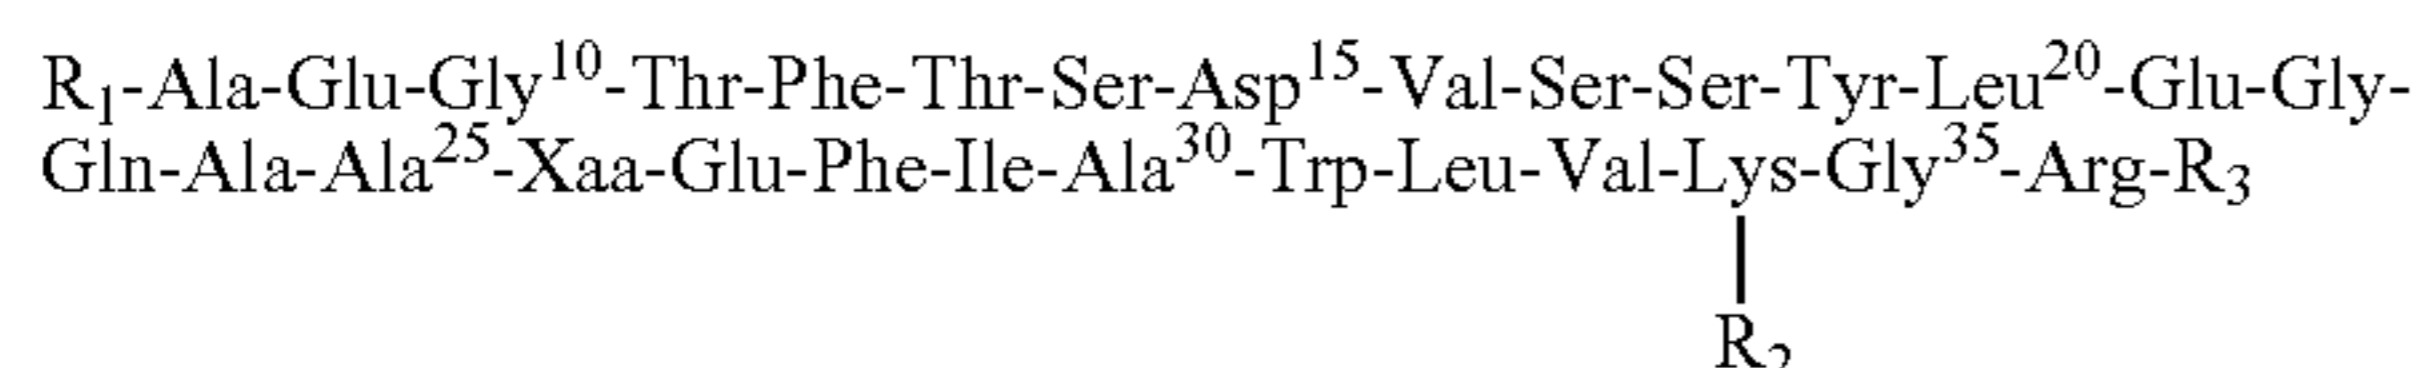 R₁-Ala-Glu-Gly¹⁰-Thr-Phe-Thr-Ser-Asp¹⁵-Val-Ser-Ser-Tyr-Leu²⁰-Glu-Gly-
Gln-Ala-Ala²⁵-Xaa-Glu-Phe-Ile-Ala³⁰-Trp-Leu-Val-Lys-Gly³⁵-Arg-R₃
R₂